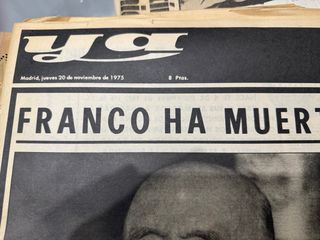 ya
Madrid, jueves 20 de noviembre de 1975
8 Ptas.
FRANCO HA MUERT